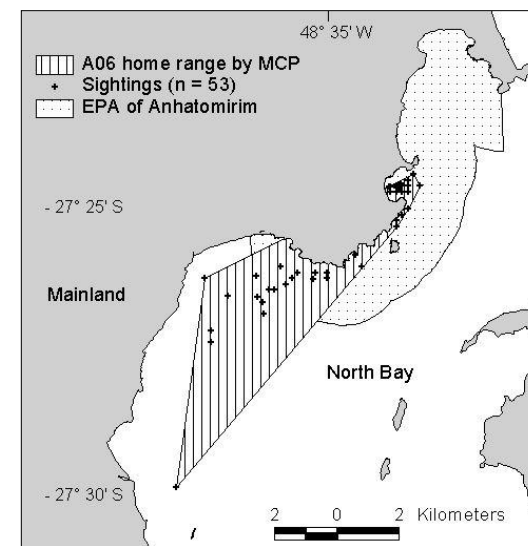 48° 35' W
A06 home range by MCP
Sightings (n = 53)
EPA of Anhatomirim
- 27° 25' S
Mainland
North Bay
- 27° 30' S
2 0 2 Kilometers